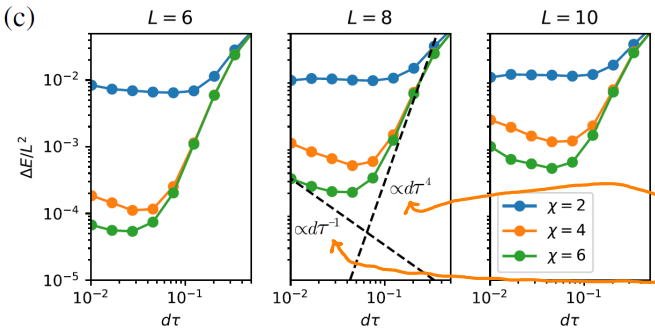 (c)
L = 6
L = 8
L = 10
ΔE/L²
10⁻²
10⁻³
10⁻⁴
10⁻⁵
∝dτ⁴
∝dτ⁻¹
χ = 2
χ = 4
χ = 6
10⁻² 10⁻¹
10⁻² 10⁻¹
10⁻² 10⁻¹
dτ
dτ
dτ